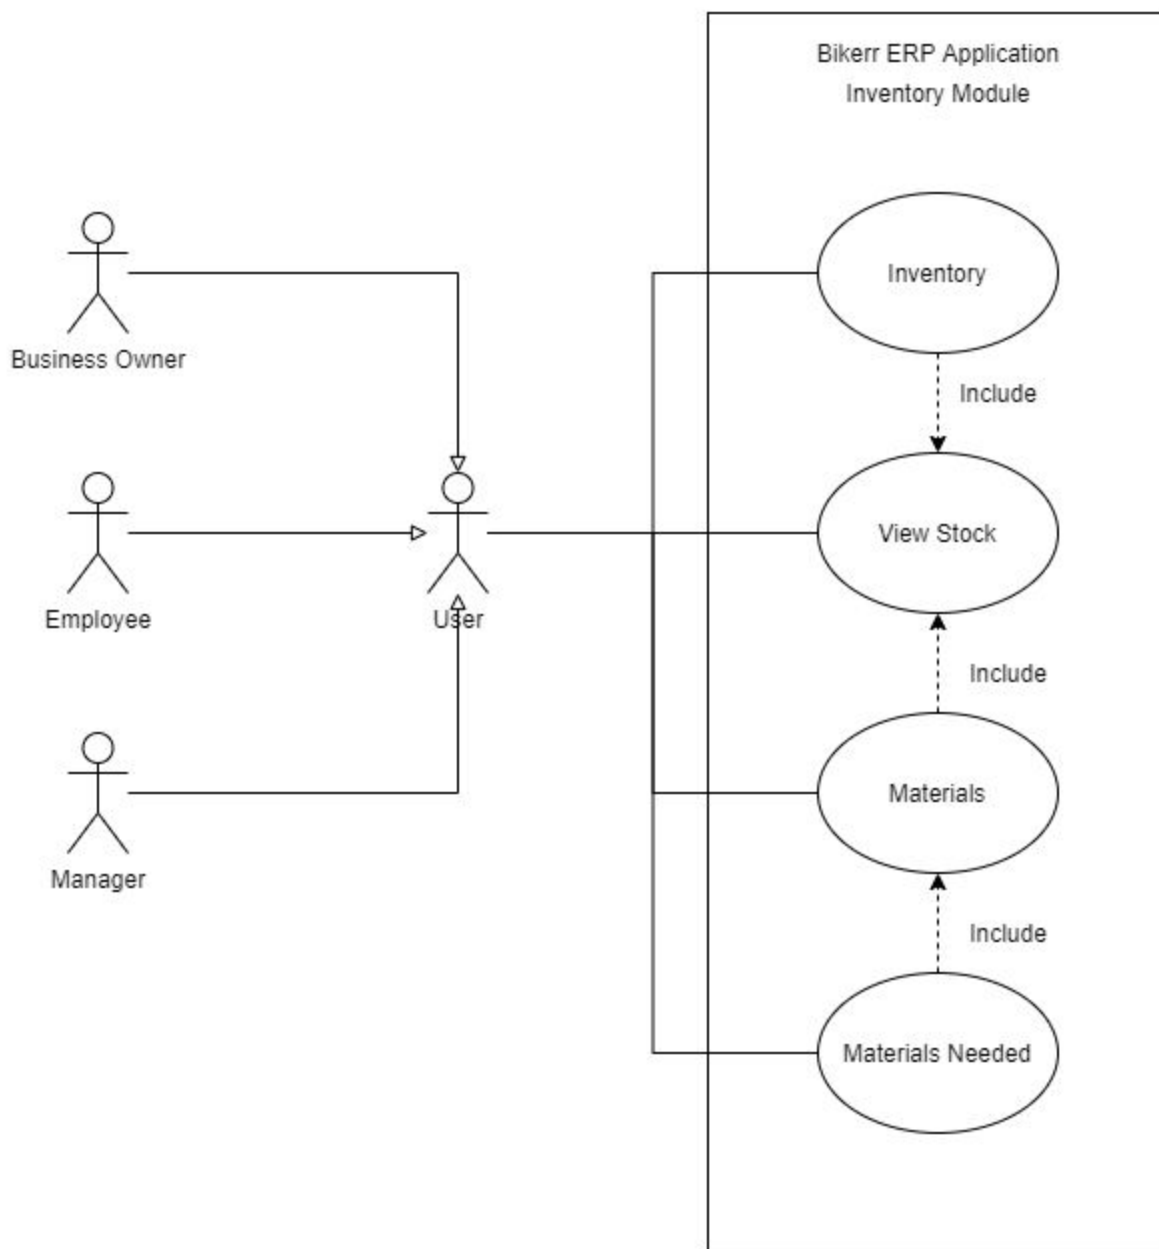 Bikerr ERP Application
Inventory Module
Inventory
Business Owner
Include
View Stock
Employee
User
Include
Materials
Manager
Include
Materials Needed